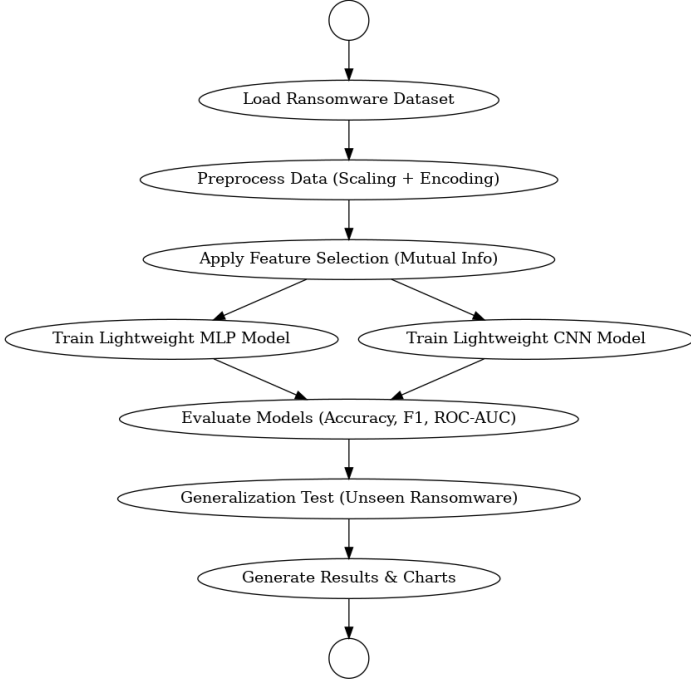 Load Ransomware Dataset
Preprocess Data (Scaling + Encoding)
Apply Feature Selection (Mutual Info)
Train Lightweight MLP Model
Train Lightweight CNN Model
Evaluate Models (Accuracy, F1, ROC-AUC)
Generalization Test (Unseen Ransomware)
Generate Results & Charts